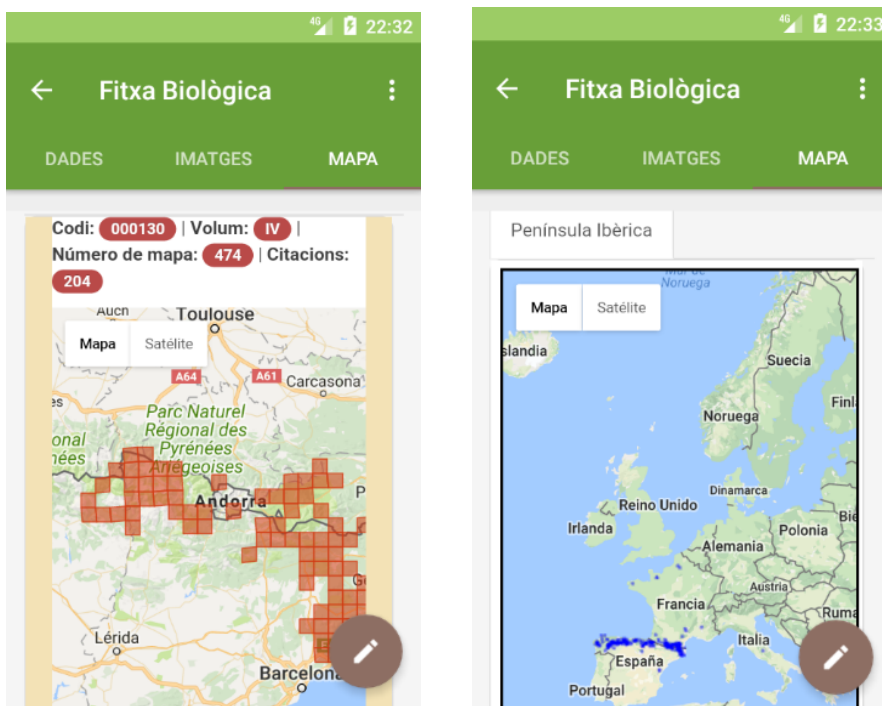 4G 22:32
Fitxa Biològica
DADES IMATGES MAPA
Codi: 000130 | Volum: IV |
Número de mapa: 474 | Citacions:
204
Auch
Toulouse
Mapa Satélite
A64 A61 Carcasona
Parc Naturel
Régional des
Pyrénées
Ariégeoises
Andorra
Lérida
4G 22:33
Fitxa Biològica
DADES IMATGES MAPA
Península Ibèrica
Mar de
Noruega
Mapa Satélite
Suecia
Noruega
Dinamarca
Reino Unido
Irlanda
Polonia
Alemania
Austria
Francia
Italia
España
Portugal